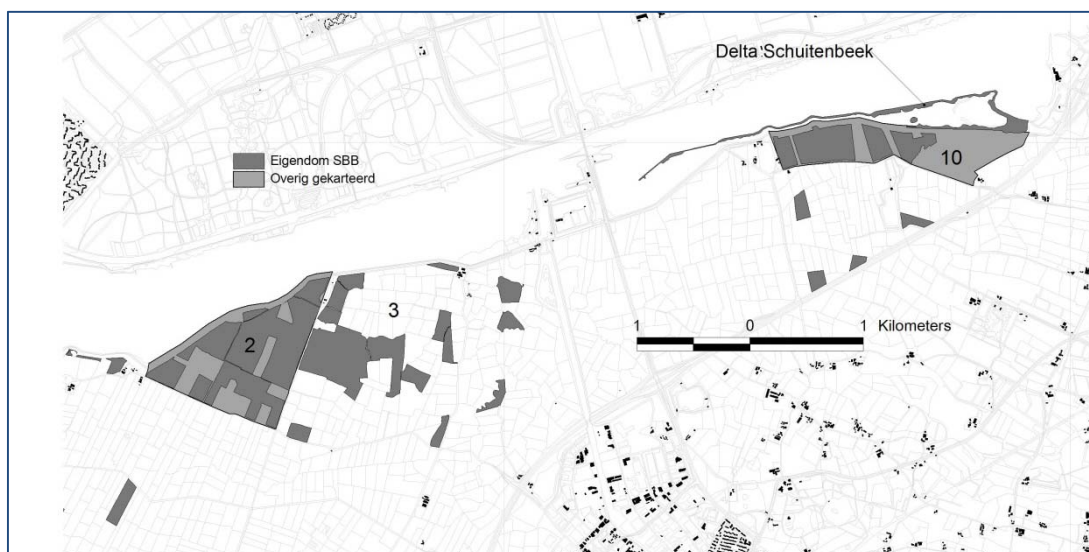 Delta Schuitenbeek
Eigendom SBB
Overig gekarteerd
10
3
2
1 0 1 Kilometers